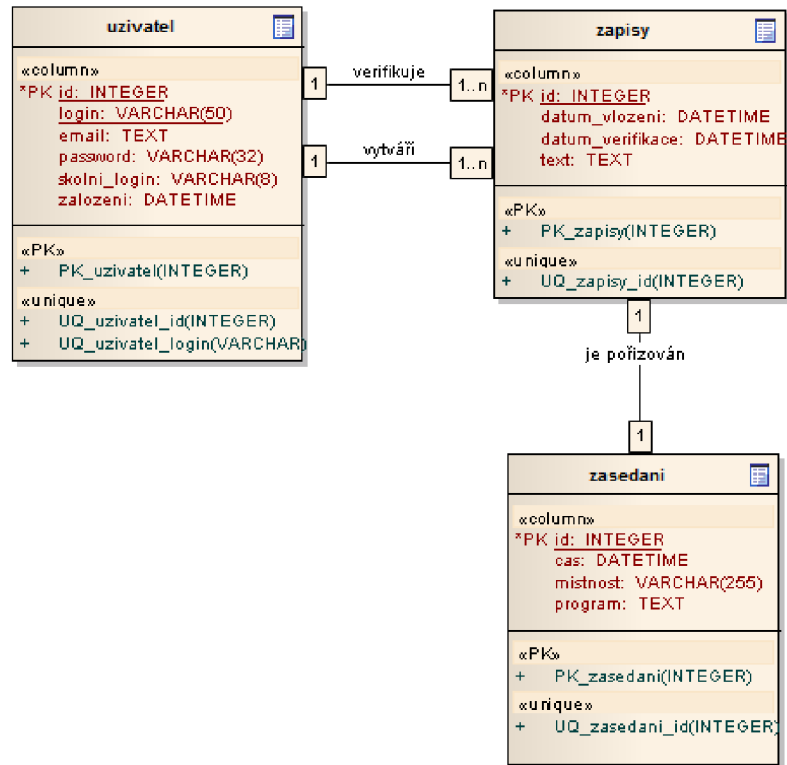 uzivatel
«column»
*PK id: INTEGER
login: VARCHAR(50)
email: TEXT
password: VARCHAR(32)
skolni_login: VARCHAR(8)
zalozeni: DATETIME
«PK»
+ PK_uzivatel(INTEGER)
«unique»
+ UQ_uzivatel_id(INTEGER)
+ UQ_uzivatel_login(VARCHAR)
1 verifikuje 1..n
1 vytváří 1..n
zapisy
«column»
*PK id: INTEGER
datum_vlozeni: DATETIME
datum_verifikace: DATETIME
text: TEXT
«PK»
+ PK_zapisy(INTEGER)
«unique»
+ UQ_zapisy_id(INTEGER)
1
je pořizován
1
zasedani
«column»
*PK id: INTEGER
cas: DATETIME
mistnost: VARCHAR(255)
program: TEXT
«PK»
+ PK_zasedani(INTEGER)
«unique»
+ UQ_zasedani_id(INTEGER)